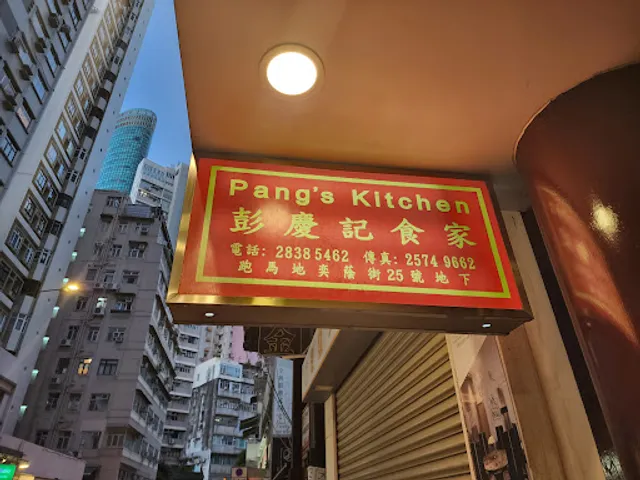 Pang's Kitchen
彭慶記食家
電話: 2838 5462 傳真: 2574 9662
跑馬地奕蔭街25號地下